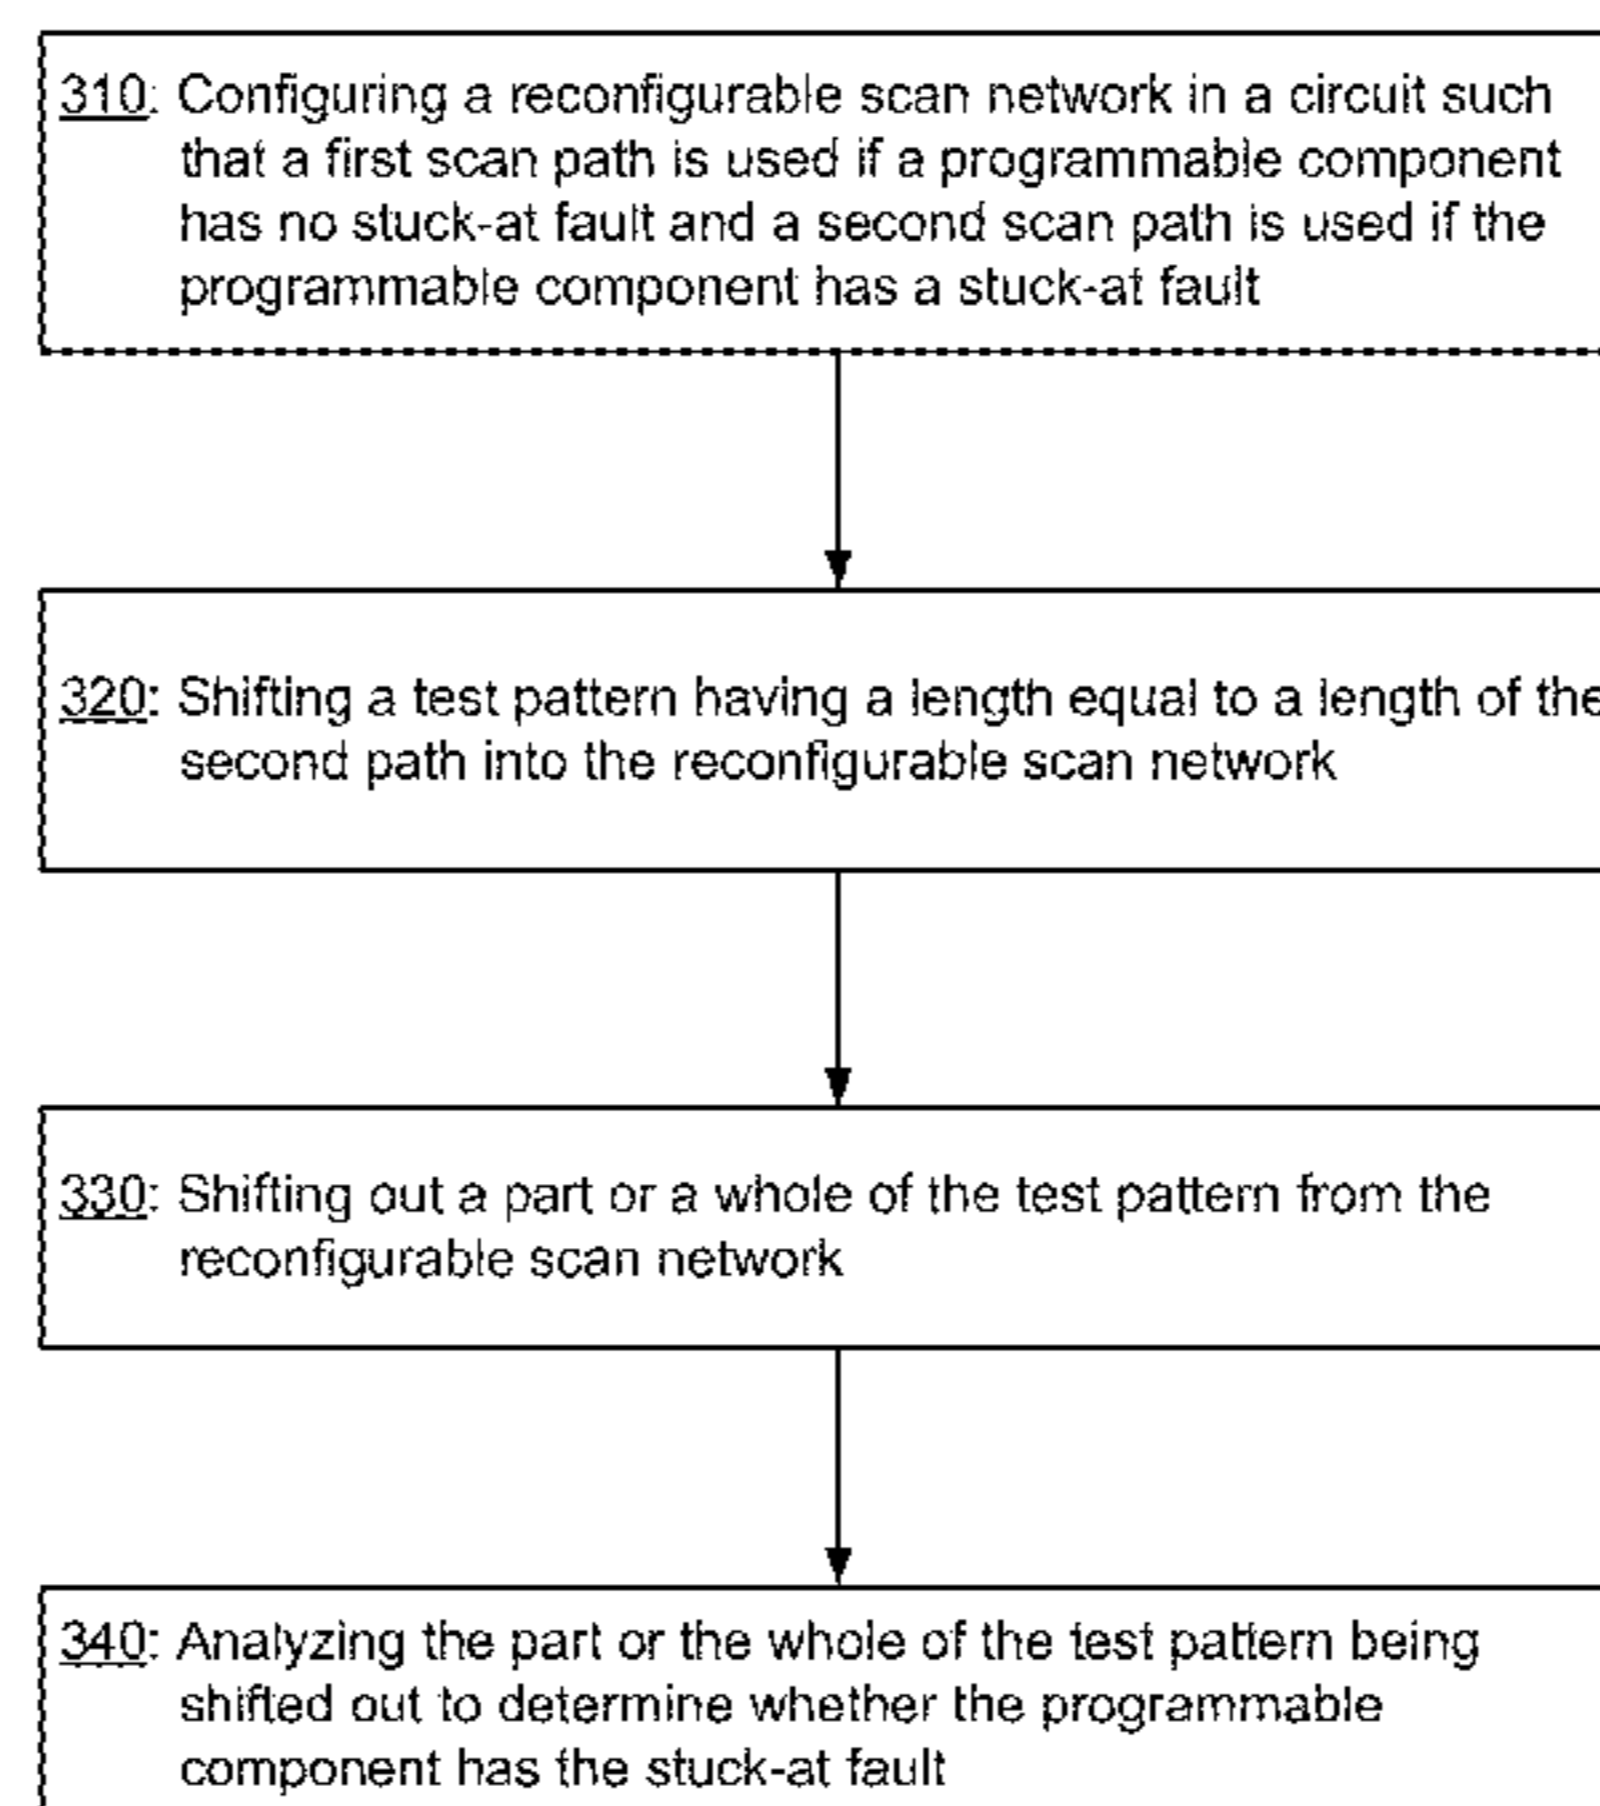 310: Configuring a reconfigurable scan network in a circuit such
that a first scan path is used if a programmable component
has no stuck-at fault and a second scan path is used if the
programmable component has a stuck-at fault
320: Shifting a test pattern having a length equal to a length of the
second path into the reconfigurable scan network
330: Shifting out a part or a whole of the test pattern from the
reconfigurable scan network
340: Analyzing the part or the whole of the test pattern being
shifted out to determine whether the programmable
component has the stuck-at fault